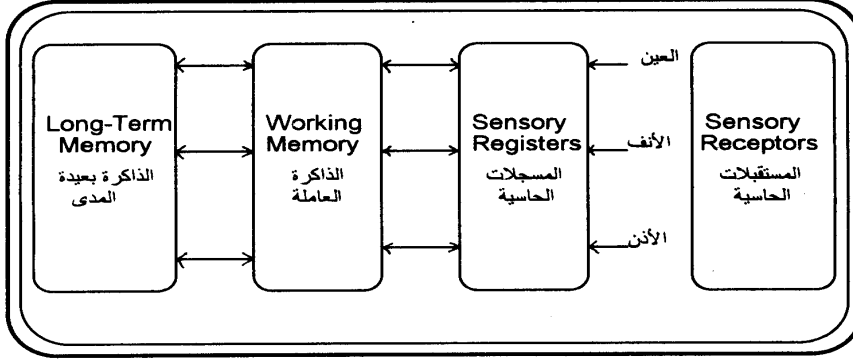 Long-Term
Memory
الذاكرة بعيدة
المدى
Working
Memory
الذاكرة
العاملة
Sensory
Registers
المسجلات
الحاسية
العين
الأنف
الأذن
Sensory
Receptors
المستقبلات
الحاسية